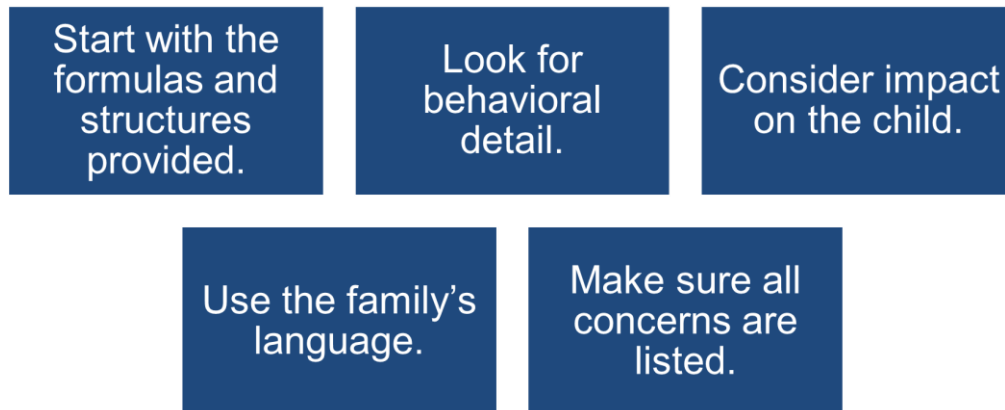 Start with the
formulas and
structures
provided.
Look for
behavioral
detail.
Consider impact
on the child.
Use the family’s
language.
Make sure all
concerns are
listed.